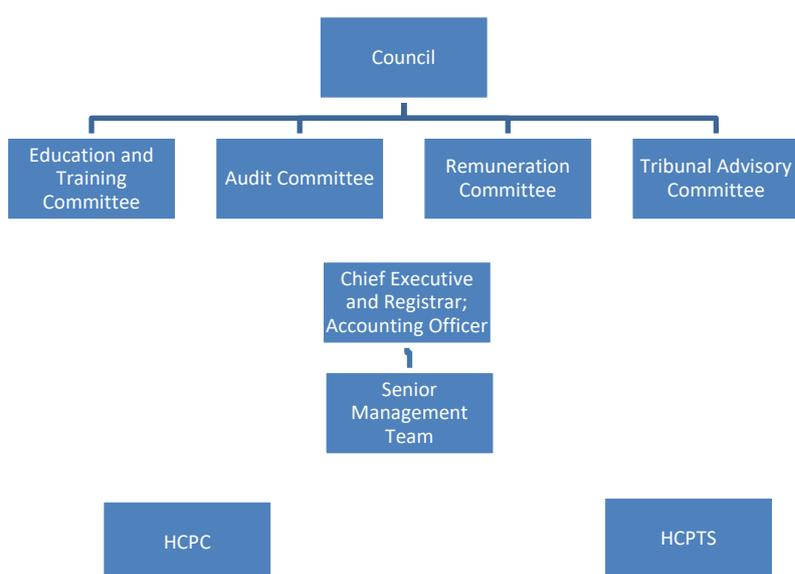 Council
Education and
Training
Committee
Audit Committee
Remuneration
Committee
Tribunal Advisory
Committee
Chief Executive
and Registrar;
Accounting Officer
Senior
Management
Team
HCPC
HCPTS